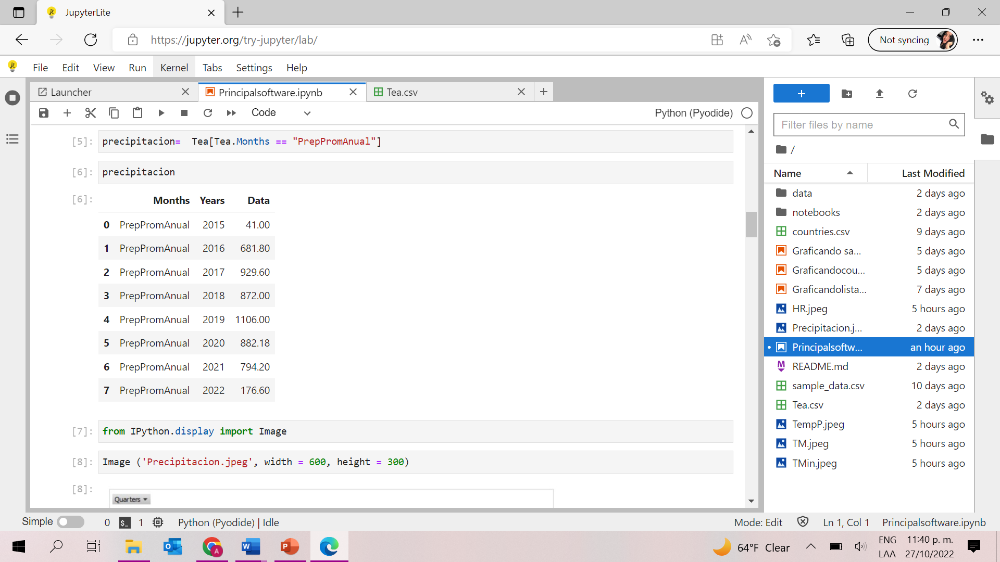 JupyterLite
https://jupyter.org/try-jupyter/lab/
Not syncing
File Edit View Run Kernel Tabs Settings Help
Launcher
Principalsoftware.ipynb
Tea.csv
Code
Python (Pyodide)
[5]: precipitacion=  Tea[Tea.Months == "PrepPromAnual"]
[6]: precipitacion
[6]: Months Years Data
0 PrepPromAnual 2015 41.00
1 PrepPromAnual 2016 681.80
2 PrepPromAnual 2017 929.60
3 PrepPromAnual 2018 872.00
4 PrepPromAnual 2019 1106.00
5 PrepPromAnual 2020 882.18
6 PrepPromAnual 2021 794.20
7 PrepPromAnual 2022 176.60
[7]: from IPython.display import Image
[8]: Image ('Precipitacion.jpeg', width = 600, height = 300)
[8]:
Quarters
Filter files by name
/
Name Last Modified
data 2 days ago
notebooks 2 days ago
countries.csv 9 days ago
Graficando sa... 5 days ago
Graficandocou... 5 days ago
Graficandolista... 7 days ago
HR.jpeg 5 hours ago
Precipitacion.j... 2 days ago
Principalsoftw... an hour ago
README.md 2 days ago
sample_data.csv 10 days ago
Tea.csv 2 days ago
TempP.jpeg 5 hours ago
TM.jpeg 5 hours ago
TMin.jpeg 5 hours ago
Simple 0 $_ 1 Python (Pyodide) | Idle
Mode: Edit Ln 1, Col 1 Principalsoftware.ipynb
64°F Clear
ENG 11:40 p. m.
LAA 27/10/2022